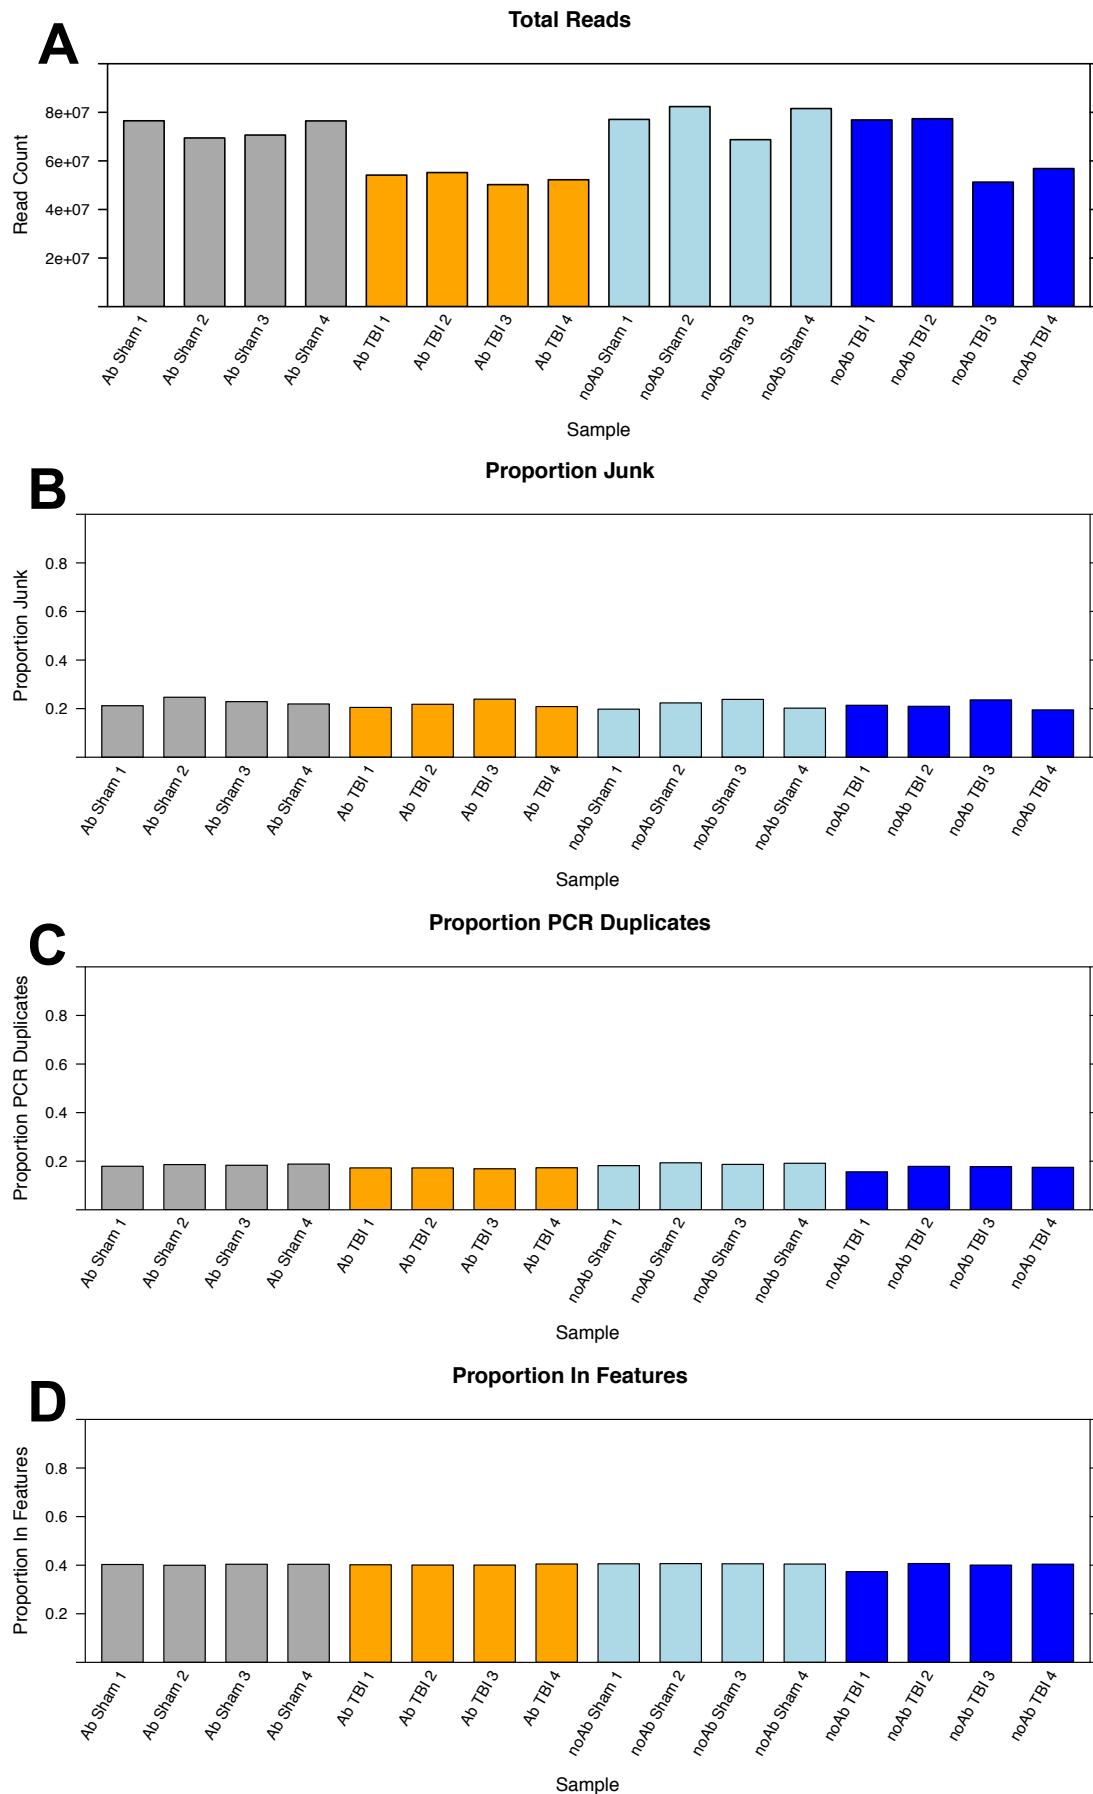 A
Total Reads
Read Count
8e+07
6e+07
4e+07
2e+07
Ab Sham 1
Ab Sham 2
Ab Sham 3
Ab Sham 4
Ab TBI 1
Ab TBI 2
Ab TBI 3
Ab TBI 4
noAb Sham 1
noAb Sham 2
noAb Sham 3
noAb Sham 4
noAb TBI 1
noAb TBI 2
noAb TBI 3
noAb TBI 4
Sample
B
Proportion Junk
Proportion Junk
0.8
0.6
0.4
0.2
Ab Sham 1
Ab Sham 2
Ab Sham 3
Ab Sham 4
Ab TBI 1
Ab TBI 2
Ab TBI 3
Ab TBI 4
noAb Sham 1
noAb Sham 2
noAb Sham 3
noAb Sham 4
noAb TBI 1
noAb TBI 2
noAb TBI 3
noAb TBI 4
Sample
C
Proportion PCR Duplicates
Proportion PCR Duplicates
0.8
0.6
0.4
0.2
Ab Sham 1
Ab Sham 2
Ab Sham 3
Ab Sham 4
Ab TBI 1
Ab TBI 2
Ab TBI 3
Ab TBI 4
noAb Sham 1
noAb Sham 2
noAb Sham 3
noAb Sham 4
noAb TBI 1
noAb TBI 2
noAb TBI 3
noAb TBI 4
Sample
D
Proportion In Features
Proportion In Features
0.8
0.6
0.4
0.2
Ab Sham 1
Ab Sham 2
Ab Sham 3
Ab Sham 4
Ab TBI 1
Ab TBI 2
Ab TBI 3
Ab TBI 4
noAb Sham 1
noAb Sham 2
noAb Sham 3
noAb Sham 4
noAb TBI 1
noAb TBI 2
noAb TBI 3
noAb TBI 4
Sample